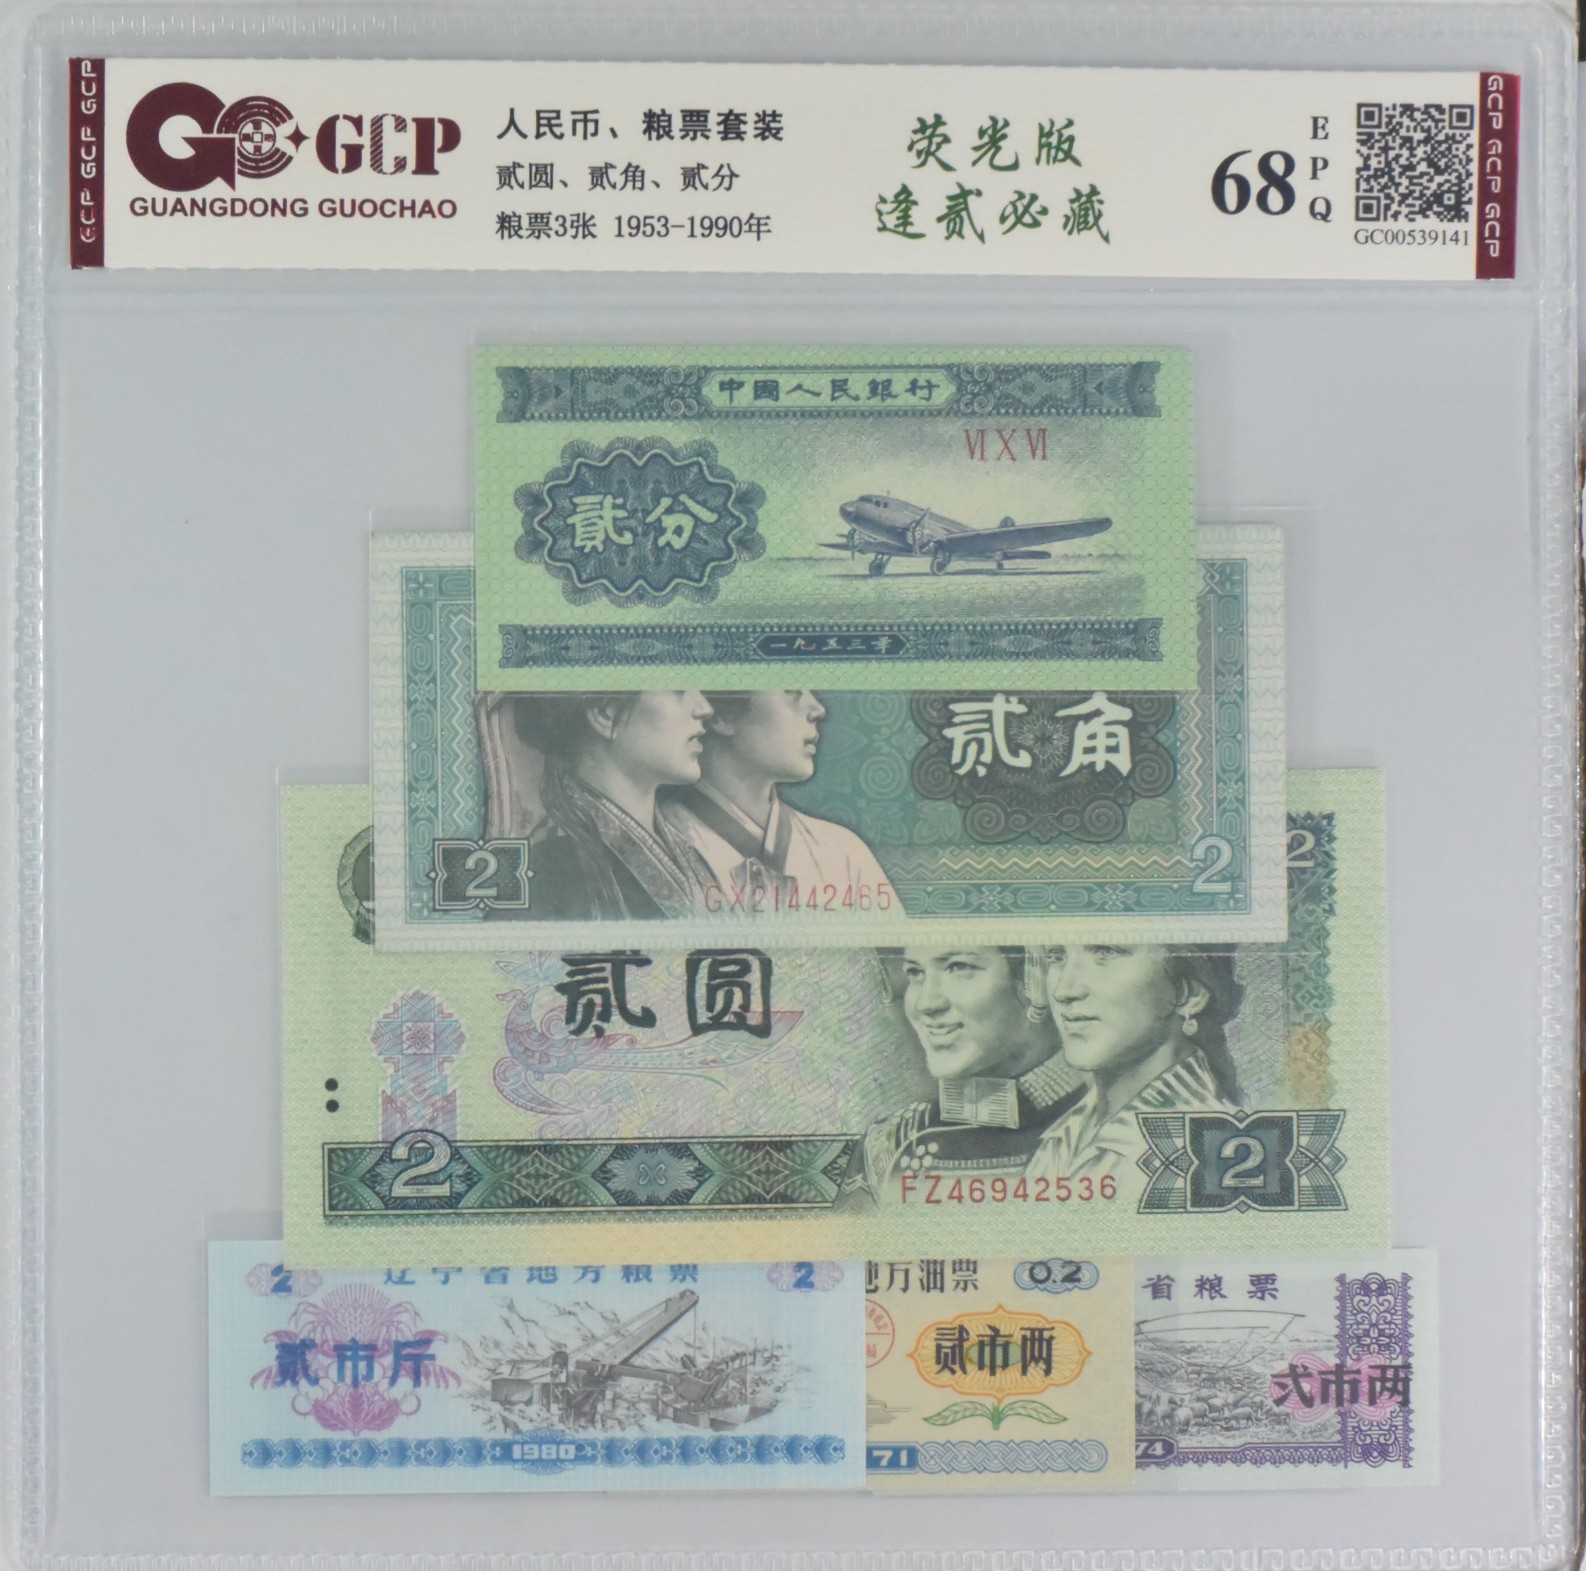 GCP GCP GCP
GCP
GUANGDONG GUOCHAO
人民币、粮票套装
贰圆、贰角、贰分
粮票3张 1953-1990年
荧光版
逢贰必藏
68
EPQ
GC00539141
GCP GCP GCP
中國人民銀行
ⅥⅩⅥ
貳分
一九五三年
贰角
2
2
GX21442465
2
贰圆
2
FZ46942536
2
2
辽宁省地方粮票
2
贰市斤
1980
地方油票
0.2
贰市两
71
省粮票
弍市两
74